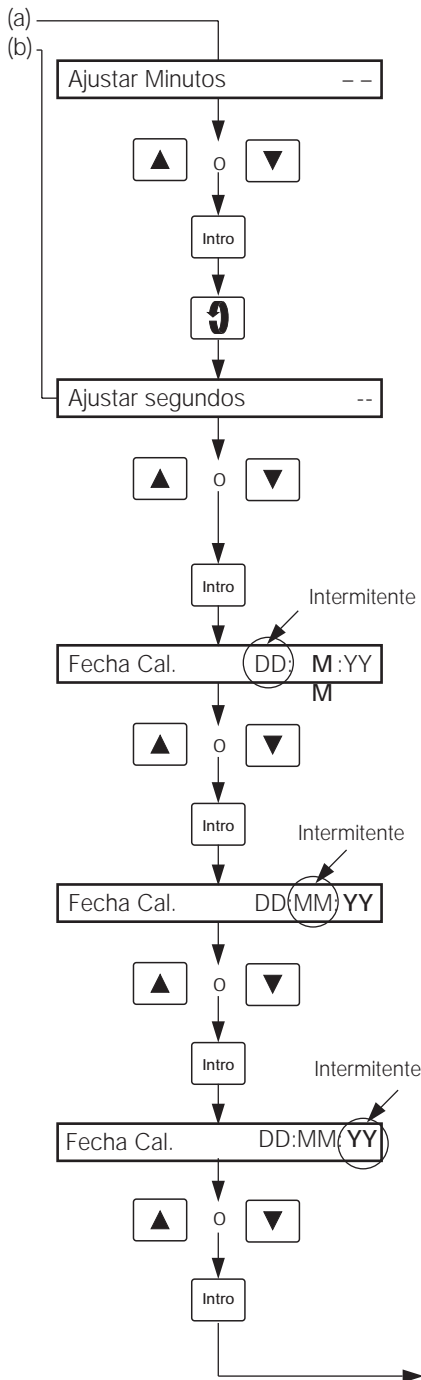 (a)
(b)
Ajustar Minutos – –
▲ o ▼
Intro
Ajustar segundos --
▲ o ▼
Intro
Intermitente
Fecha Cal. DD: M :YY
M
▲ o ▼
Intro
Intermitente
Fecha Cal. DD:MM:YY
▲ o ▼
Intro
Intermitente
Fecha Cal. DD:MM:YY
▲ o ▼
Intro